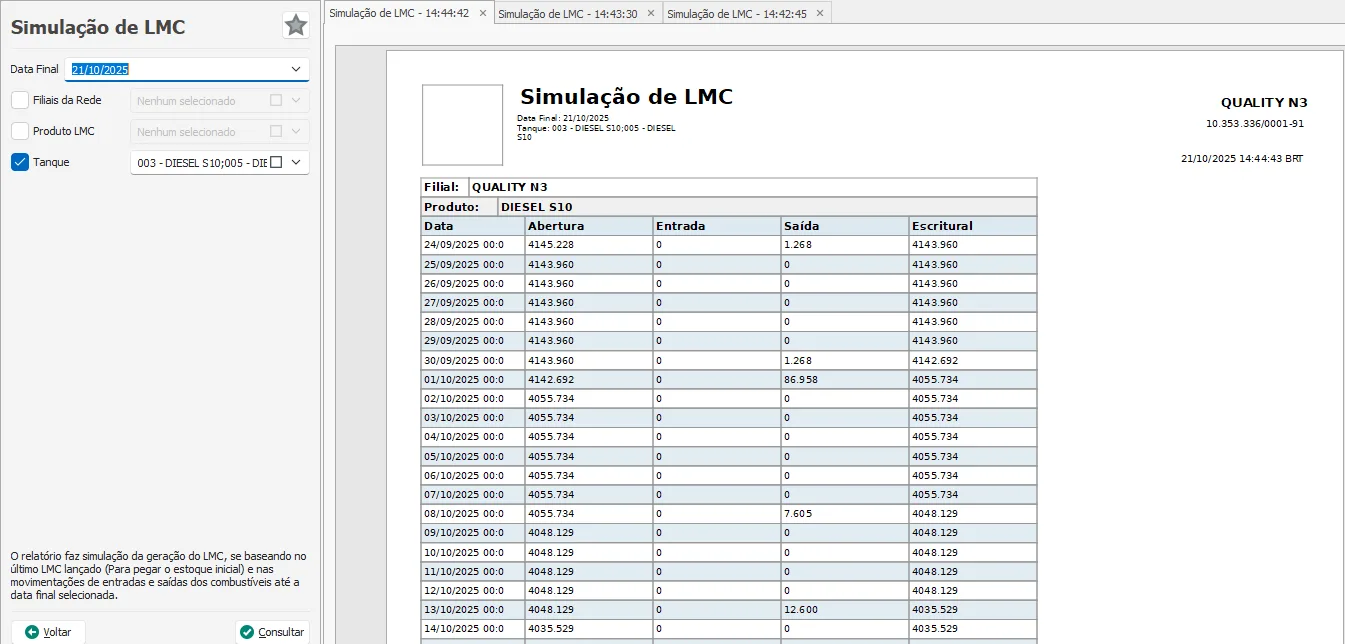 Simulação de LMC
Data Final 21/10/2025
Filiais da Rede Nenhum selecionado
Produto LMC Nenhum selecionado
Tanque 003 - DIESEL S10;005 - DIE
O relatório faz simulação da geração do LMC, se baseando no
último LMC lançado (Para pegar o estoque inicial) e nas
movimentações de entradas e saídas dos combustíveis até a
data final selecionada.
Voltar Consultar
Simulação de LMC - 14:44:42 Simulação de LMC - 14:43:30 Simulação de LMC - 14:42:45
Simulação de LMC
Data Final: 21/10/2025
Tanque: 003 - DIESEL S10;005 - DIESEL
S10
QUALITY N3
10.353.336/0001-91
21/10/2025 14:44:43 BRT
Filial: QUALITY N3
Produto: DIESEL S10
Data Abertura Entrada Saída Escritural
24/09/2025 00:0 4145.228 0 1.268 4143.960
25/09/2025 00:0 4143.960 0 0 4143.960
26/09/2025 00:0 4143.960 0 0 4143.960
27/09/2025 00:0 4143.960 0 0 4143.960
28/09/2025 00:0 4143.960 0 0 4143.960
29/09/2025 00:0 4143.960 0 0 4143.960
30/09/2025 00:0 4143.960 0 1.268 4142.692
01/10/2025 00:0 4142.692 0 86.958 4055.734
02/10/2025 00:0 4055.734 0 0 4055.734
03/10/2025 00:0 4055.734 0 0 4055.734
04/10/2025 00:0 4055.734 0 0 4055.734
05/10/2025 00:0 4055.734 0 0 4055.734
06/10/2025 00:0 4055.734 0 0 4055.734
07/10/2025 00:0 4055.734 0 0 4055.734
08/10/2025 00:0 4055.734 0 7.605 4048.129
09/10/2025 00:0 4048.129 0 0 4048.129
10/10/2025 00:0 4048.129 0 0 4048.129
11/10/2025 00:0 4048.129 0 0 4048.129
12/10/2025 00:0 4048.129 0 0 4048.129
13/10/2025 00:0 4048.129 0 12.600 4035.529
14/10/2025 00:0 4035.529 0 0 4035.529